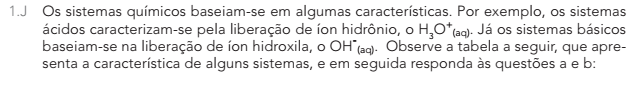 1.J Os sistemas químicos baseiam-se em algumas características. Por exemplo, os sistemas
ácidos caracterizam-se pela liberação de íon hidrônio, o H₃O⁺(aq). Já os sistemas básicos
baseiam-se na liberação de íon hidroxila, o OH⁻(aq). Observe a tabela a seguir, que apre-
senta a característica de alguns sistemas, e em seguida responda às questões a e b: